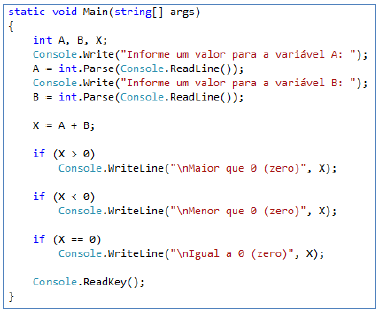 static void Main(string[] args)
{
int A, B, X;
Console.Write("Informe um valor para a variável A: ");
A = int.Parse(Console.ReadLine());
Console.Write("Informe um valor para a variável B: ");
B = int.Parse(Console.ReadLine());
X = A + B;
if (X > 0)
Console.WriteLine("\nMaior que 0 (zero)", X);
if (X < 0)
Console.WriteLine("\nMenor que 0 (zero)", X);
if (X == 0)
Console.WriteLine("\nIgual a 0 (zero)", X);
Console.ReadKey();
}